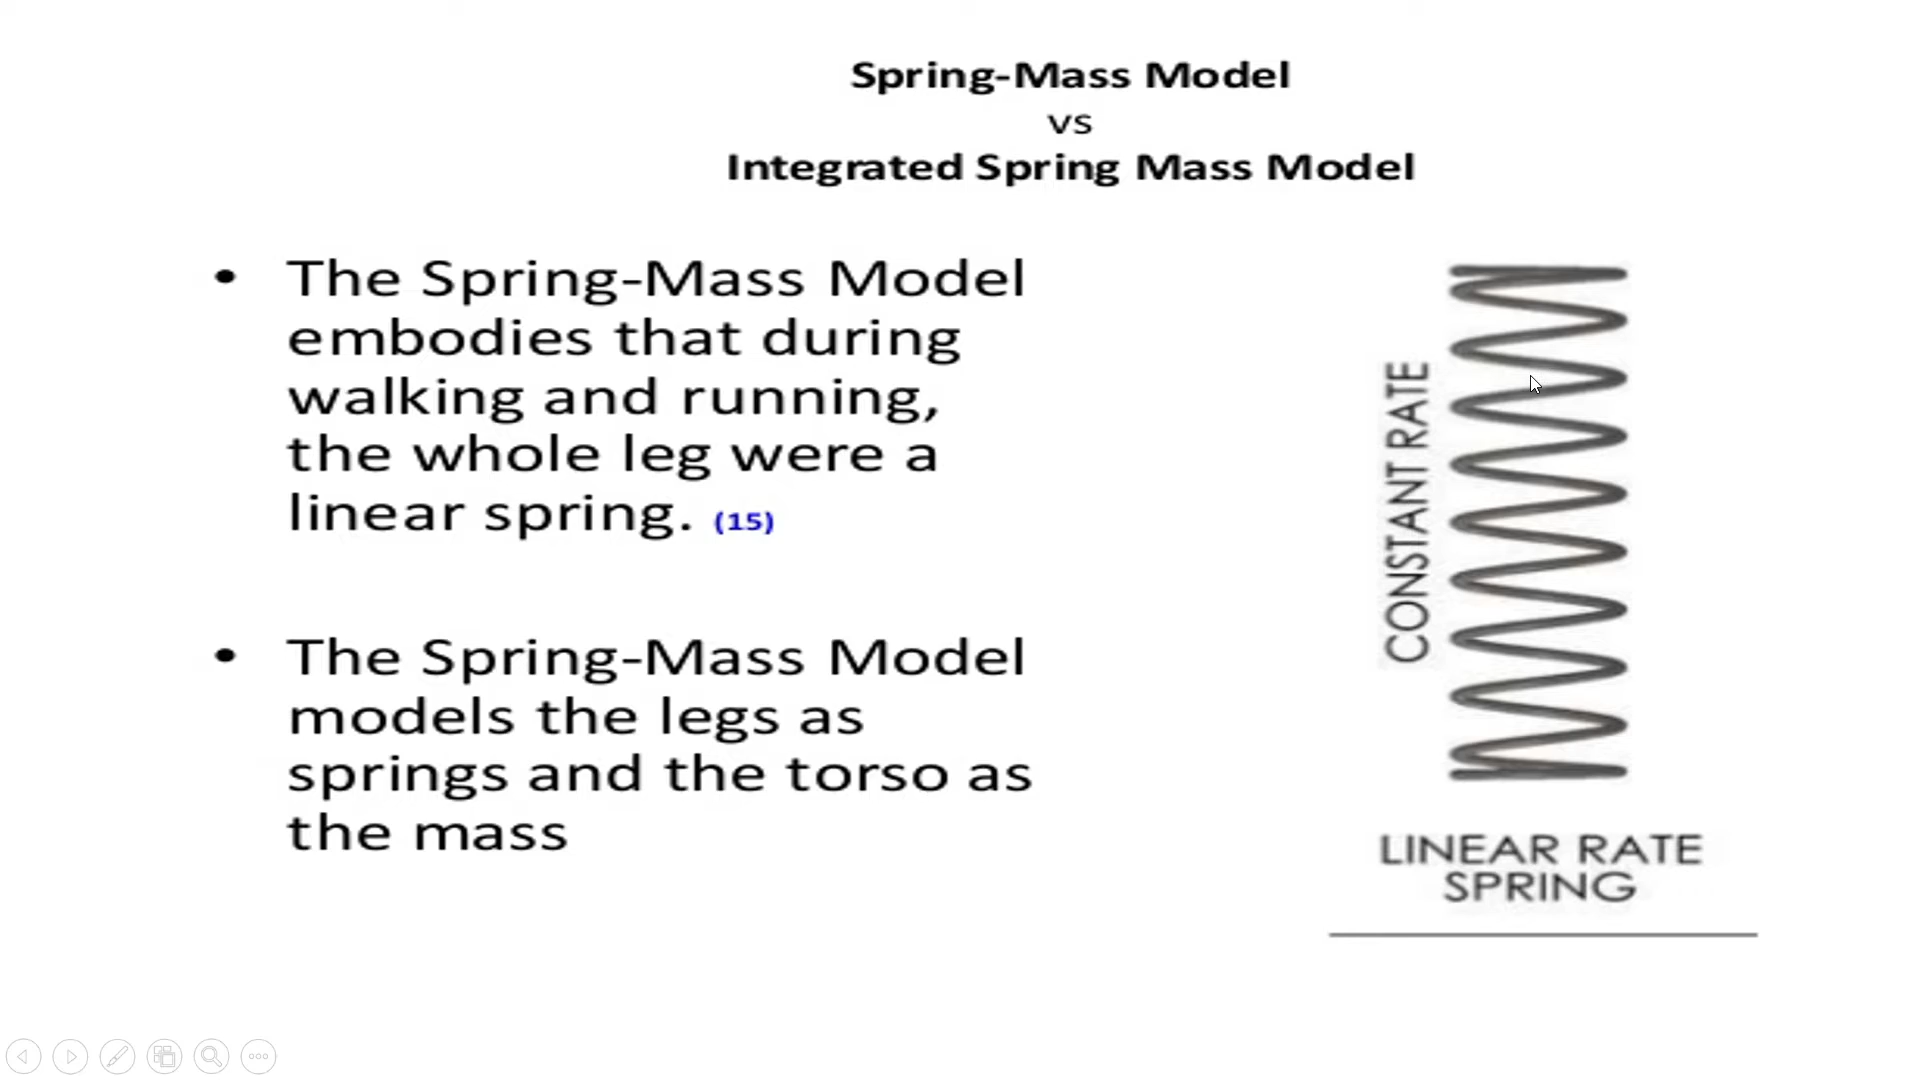 Spring-Mass Model
vs
Integrated Spring Mass Model
• The Spring-Mass Model
embodies that during
walking and running,
the whole leg were a
linear spring. (15)
• The Spring-Mass Model
models the legs as
springs and the torso as
the mass
CONSTANT RATE
LINEAR RATE
SPRING